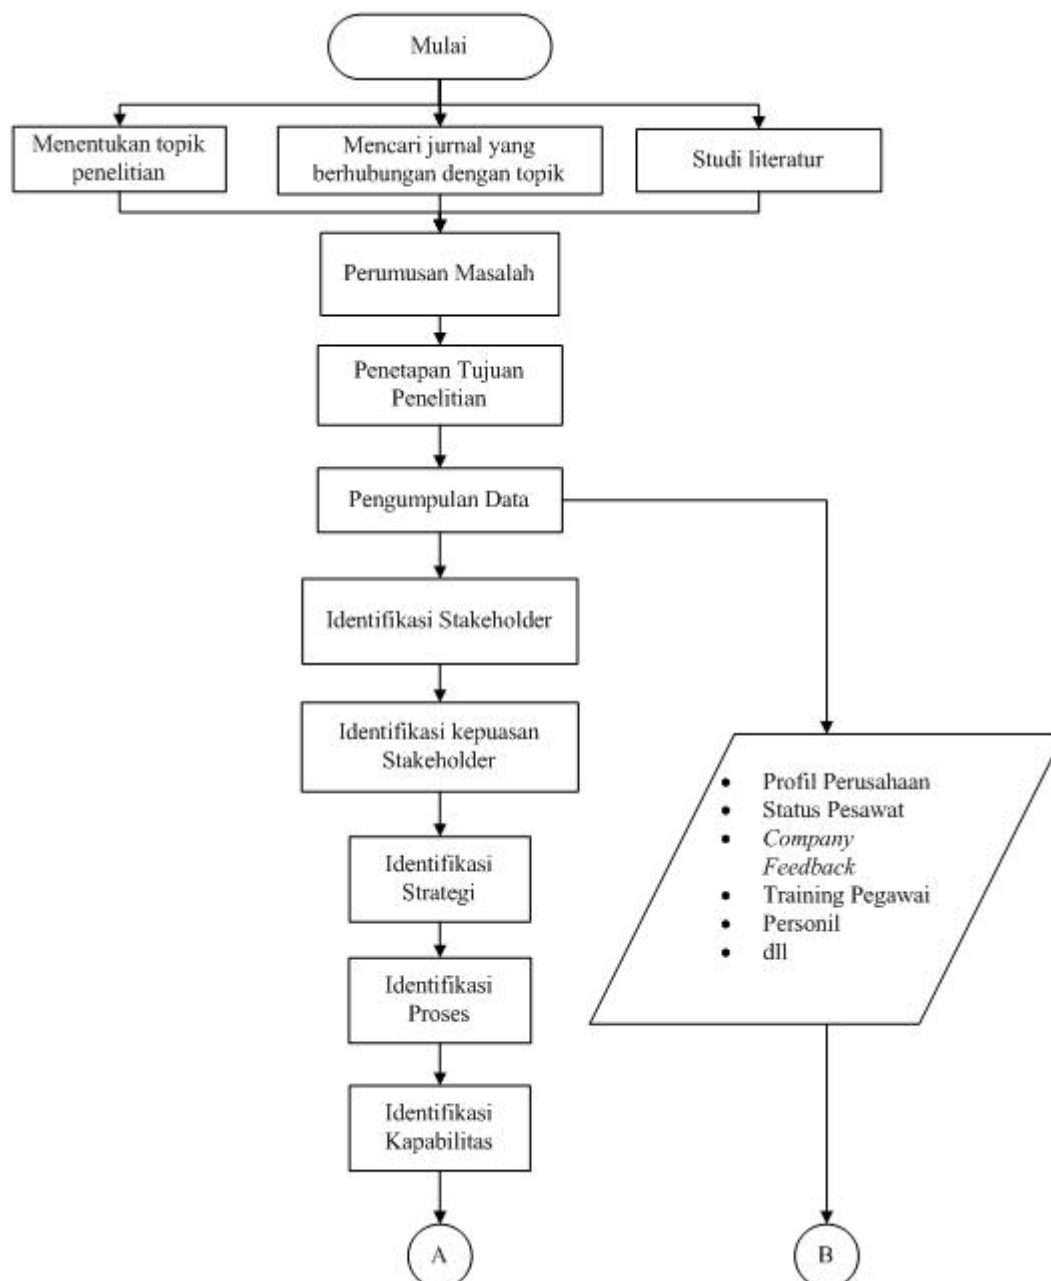 Mulai
Menentukan topik
penelitian
Mencari jurnal yang
berhubungan dengan topik
Studi literatur
Perumusan Masalah
Penetapan Tujuan
Penelitian
Pengumpulan Data
Identifikasi Stakeholder
Identifikasi kepuasan
Stakeholder
Identifikasi
Strategi
Identifikasi
Proses
Identifikasi
Kapabilitas
A
• Profil Perusahaan
• Status Pesawat
• Company
Feedback
• Training Pegawai
• Personil
• dll
B